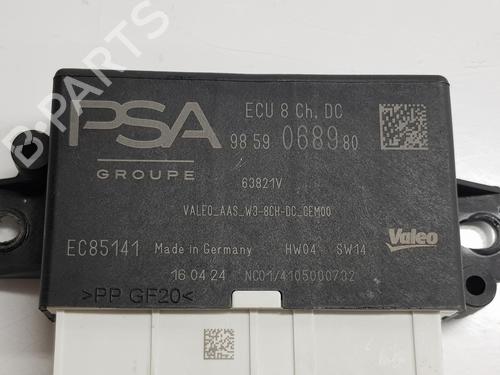 PSA
GROUPE
ECU 8 Ch. DC
98 59 0689 80
63821V
VALEO_AAS_W3-8CH-DC_GEM00
EC85141 Made in Germany HW04 SW14 Valeo
16 04 24 NC01/4105000732
>PP GF20<
B-PARTS